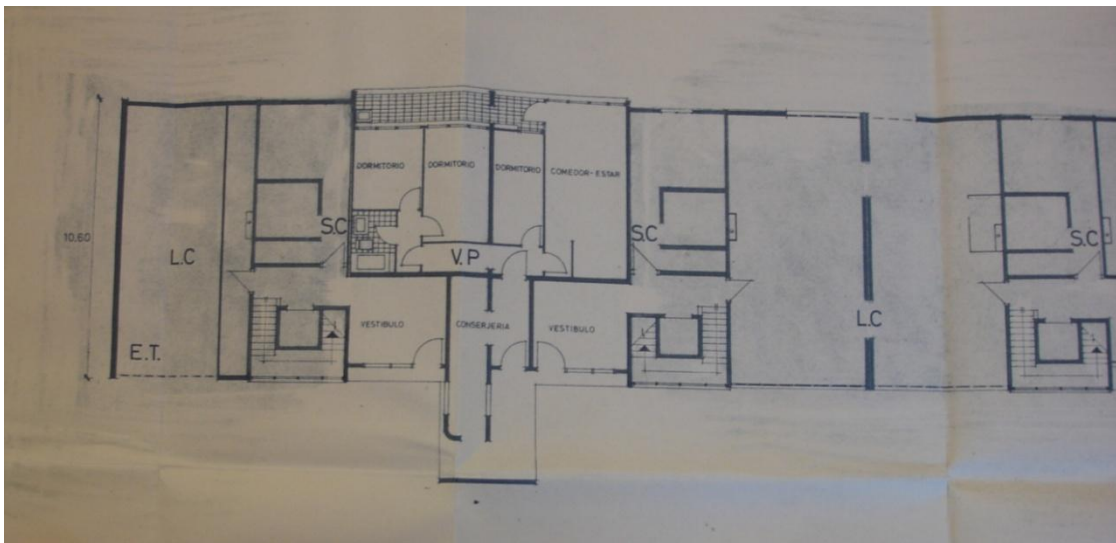 DORMITORIO
DORMITORIO
DORMITORIO
COMEDOR-ESTAR
10.60
L.C
S.C
V.P
S.C
S.C
VESTIBULO
CONSERJERIA
VESTIBULO
L.C
E.T.